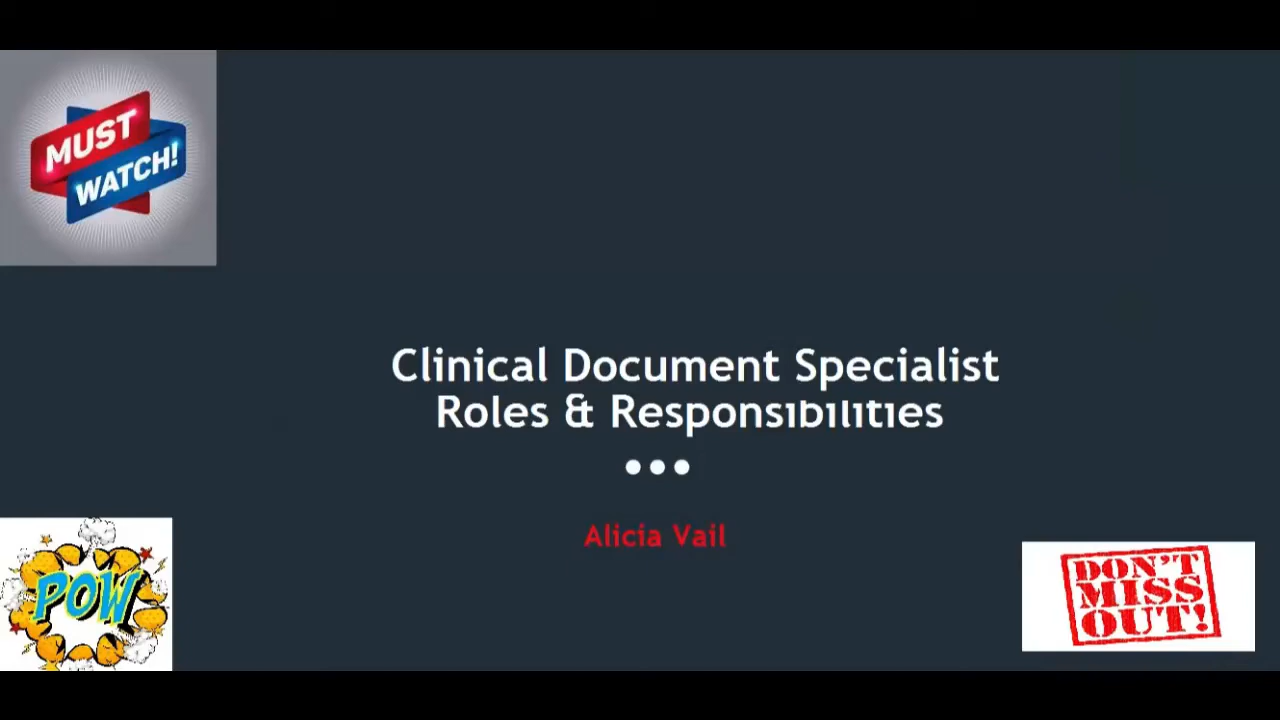 MUST
WATCH!
Clinical Document Specialist
Roles & Responsibilities
Alicia Vail
POW
DON'T
MISS
OUT!